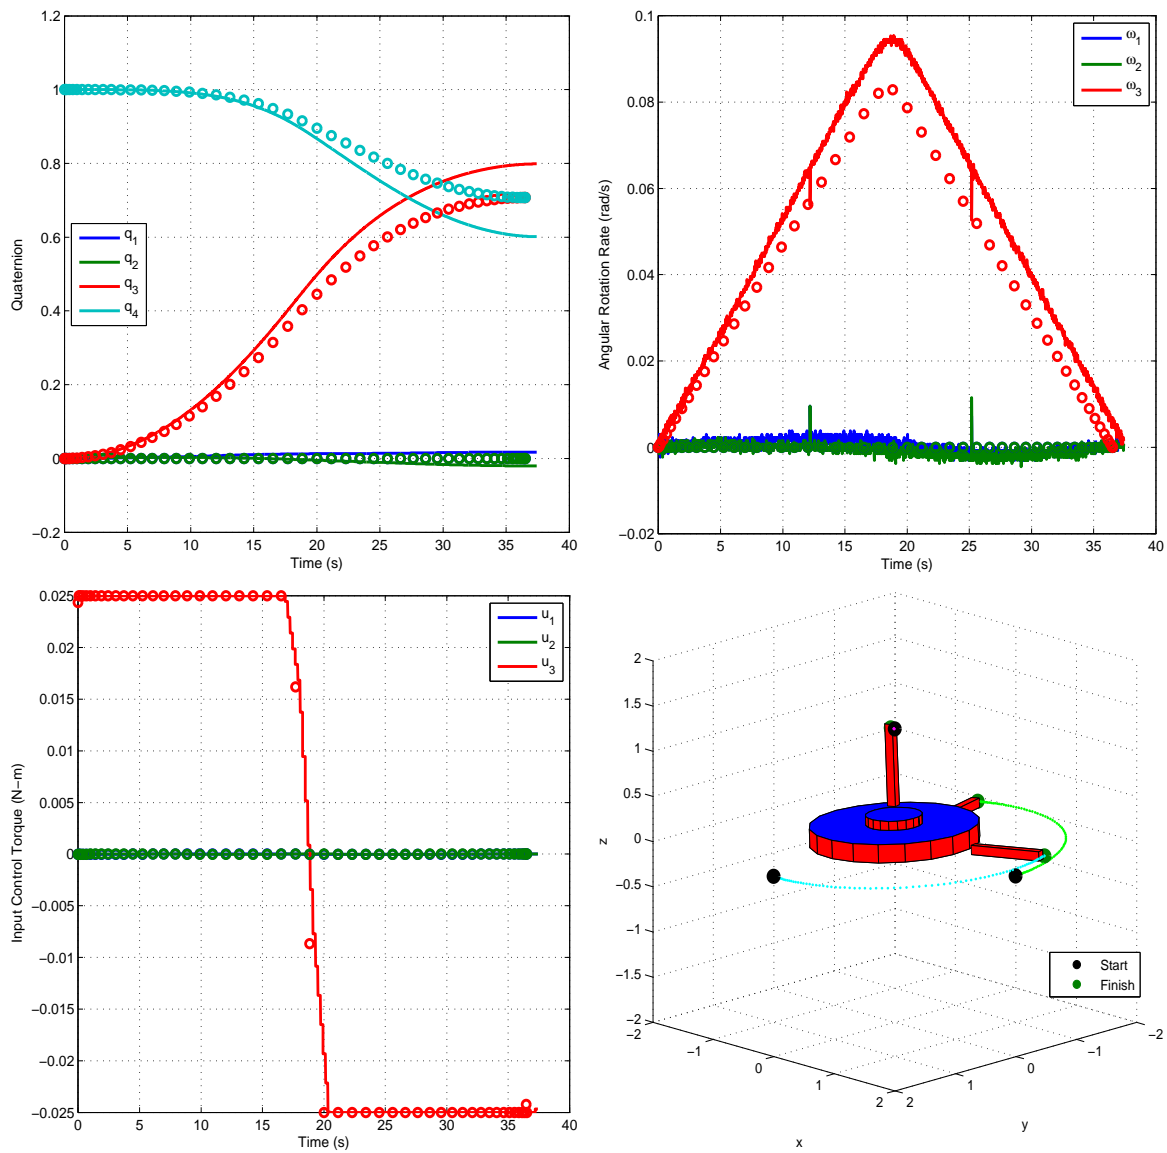 1.2
1
0.8
0.6
0.4
0.2
0
−0.2
Quaternion
q1
q2
q3
q4
0 5 10 15 20 25 30 35 40
Time (s)
0.1
0.08
0.06
0.04
0.02
0
−0.02
Angular Rotation Rate (rad/s)
ω1
ω2
ω3
0 5 10 15 20 25 30 35 40
Time (s)
0.025
0.02
0.015
0.01
0.005
0
−0.005
−0.01
−0.015
−0.02
−0.025
Input Control Torque (N−m)
u1
u2
u3
0 5 10 15 20 25 30 35 40
Time (s)
2
1.5
1
0.5
0
−0.5
−1
−1.5
−2
z
Start
Finish
−2
−1
0
1
2
x
2
1
0
−1
−2
y